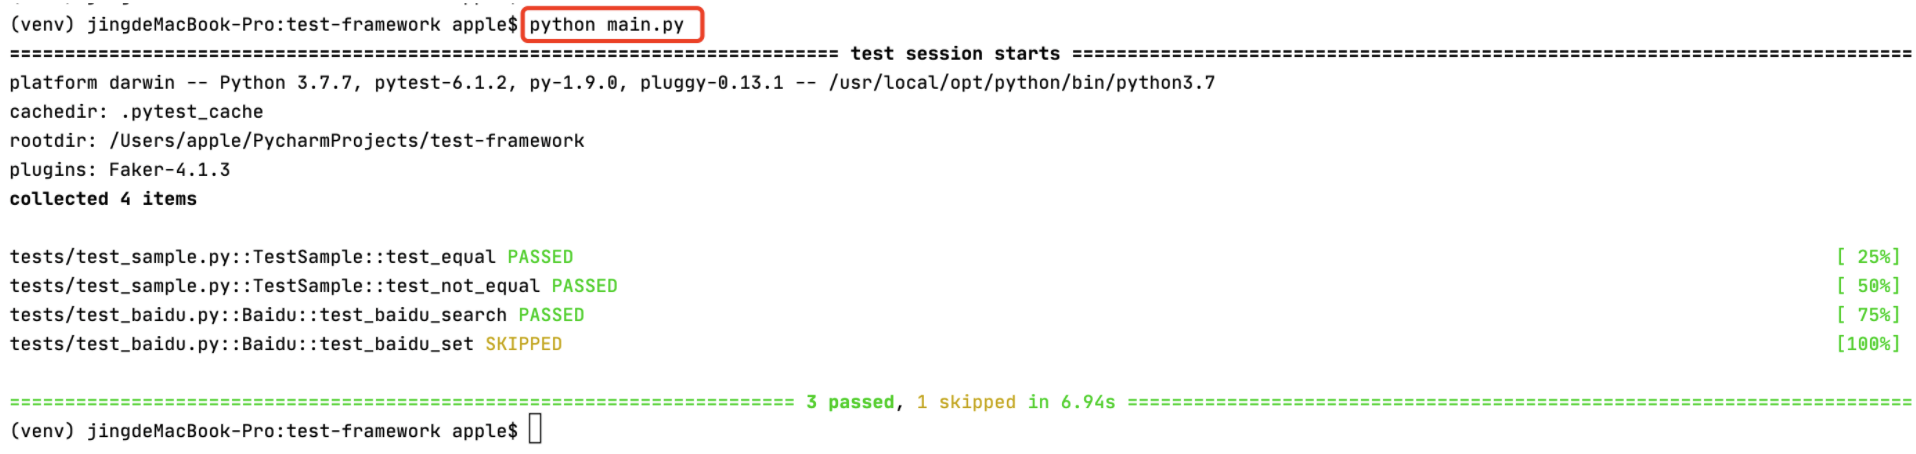 (venv) jingdeMacBook-Pro:test-framework apple$ python main.py
=========================================================================== test session starts ============================================================================
platform darwin -- Python 3.7.7, pytest-6.1.2, py-1.9.0, pluggy-0.13.1 -- /usr/local/opt/python/bin/python3.7
cachedir: .pytest_cache
rootdir: /Users/apple/PycharmProjects/test-framework
plugins: Faker-4.1.3
collected 4 items
tests/test_sample.py::TestSample::test_equal PASSED [ 25%]
tests/test_sample.py::TestSample::test_not_equal PASSED [ 50%]
tests/test_baidu.py::Baidu::test_baidu_search PASSED [ 75%]
tests/test_baidu.py::Baidu::test_baidu_set SKIPPED [100%]
======================================================================= 3 passed, 1 skipped in 6.94s =======================================================================
(venv) jingdeMacBook-Pro:test-framework apple$